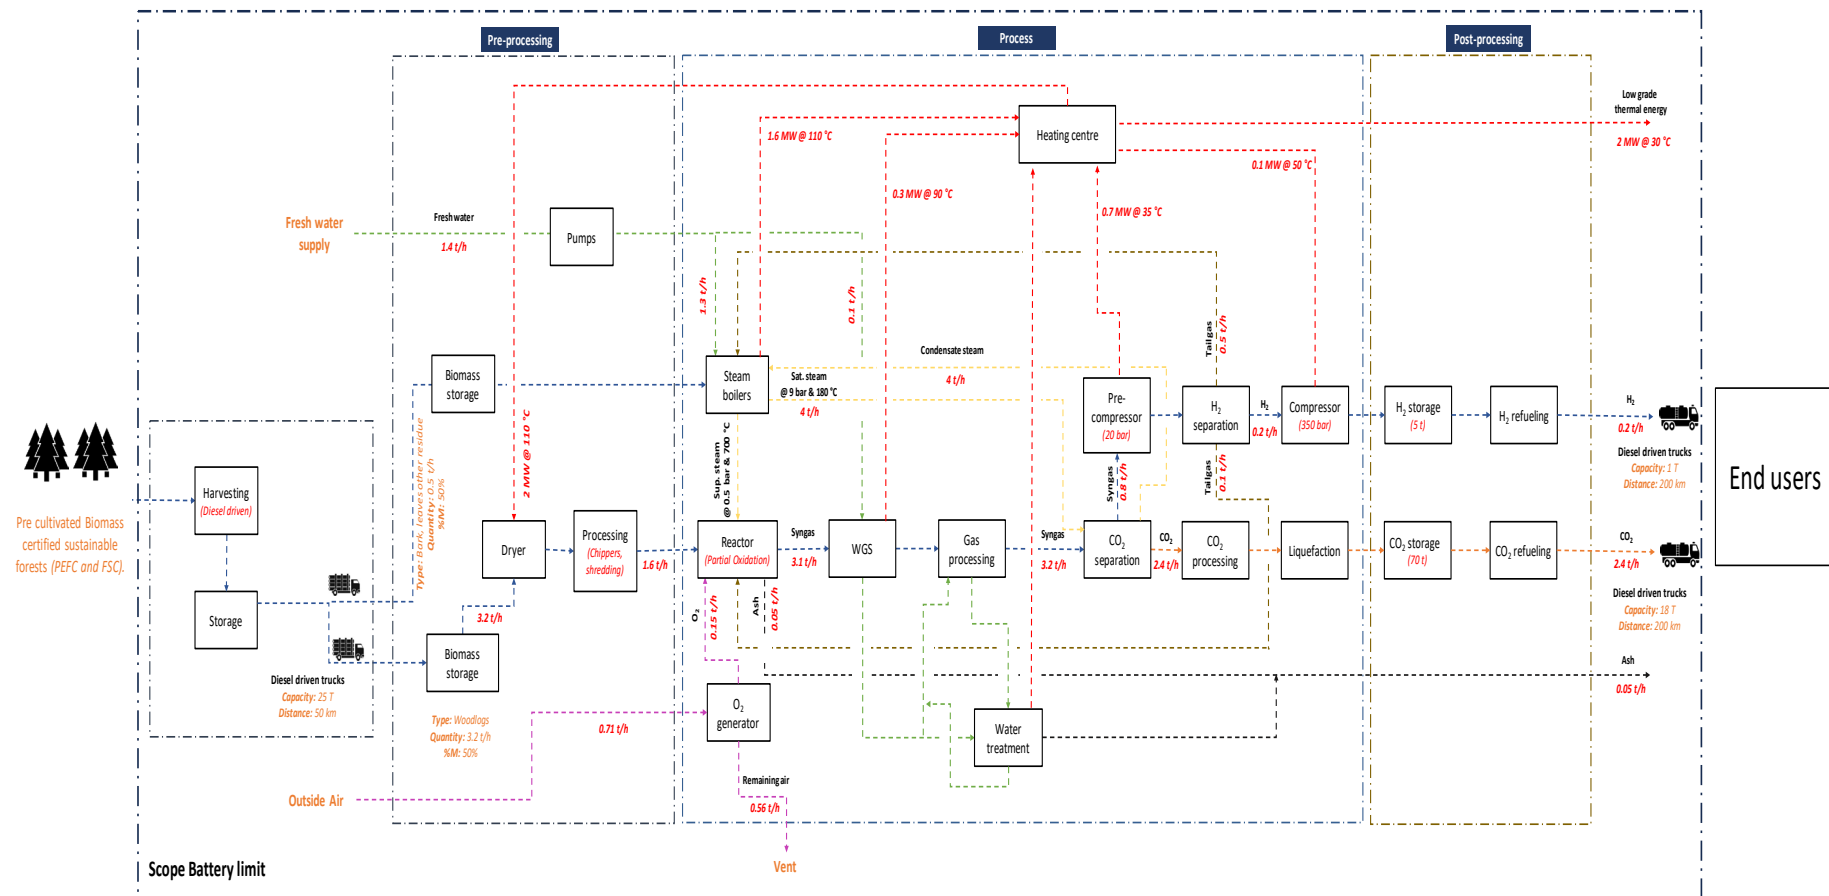 Pre-processing
Process
Post-processing
Low grade
thermal energy
2 MW @ 30 °C
Heating centre
1.6 MW @ 110 °C
0.3 MW @ 90 °C
0.1 MW @ 50 °C
0.7 MW @ 35 °C
Fresh water
supply
Fresh water
1.4 t/h
Pumps
1.3 t/h
0.1 t/h
Tailgas
0.5 t/h
Condensate steam
4 t/h
Biomass
storage
Steam
boilers
Sat. steam
@ 9 bar & 180 °C
4 t/h
Pre-
compressor
(20 bar)
H2
separation
H2
0.2 t/h
Compressor
(350 bar)
H2 storage
(5 t)
H2 refueling
H2
0.2 t/h
Diesel driven trucks
Capacity: 1 T
Distance: 200 km
End users
Type: Bark, leaves other residue
Quantity: 0.5 t/h
%M: 50%
2 MW @ 110 °C
Sup. steam
@ 0.5 bar & 700 °C
Syngas
0.8 t/h
Tailgas
0.1 t/h
Pre cultivated Biomass
certified sustainable
forests (PEFC and FSC).
Harvesting
(Diesel driven)
Storage
Dryer
Processing
(Chippers,
shredding)
1.6 t/h
Reactor
(Partial Oxidation)
Syngas
3.1 t/h
WGS
Gas
processing
Syngas
3.2 t/h
CO2
separation
CO2
2.4 t/h
CO2
processing
Liquefaction
CO2 storage
(70 t)
CO2 refueling
CO2
2.4 t/h
Diesel driven trucks
Capacity: 18 T
Distance: 200 km
3.2 t/h
O2
0.15 t/h
Ash
0.05 t/h
Biomass
storage
Diesel driven trucks
Capacity: 25 T
Distance: 50 km
Type: Woodlogs
Quantity: 3.2 t/h
%M: 50%
0.71 t/h
O2
generator
Water
treatment
Ash
0.05 t/h
Remaining air
0.56 t/h
Outside Air
Vent
Scope Battery limit